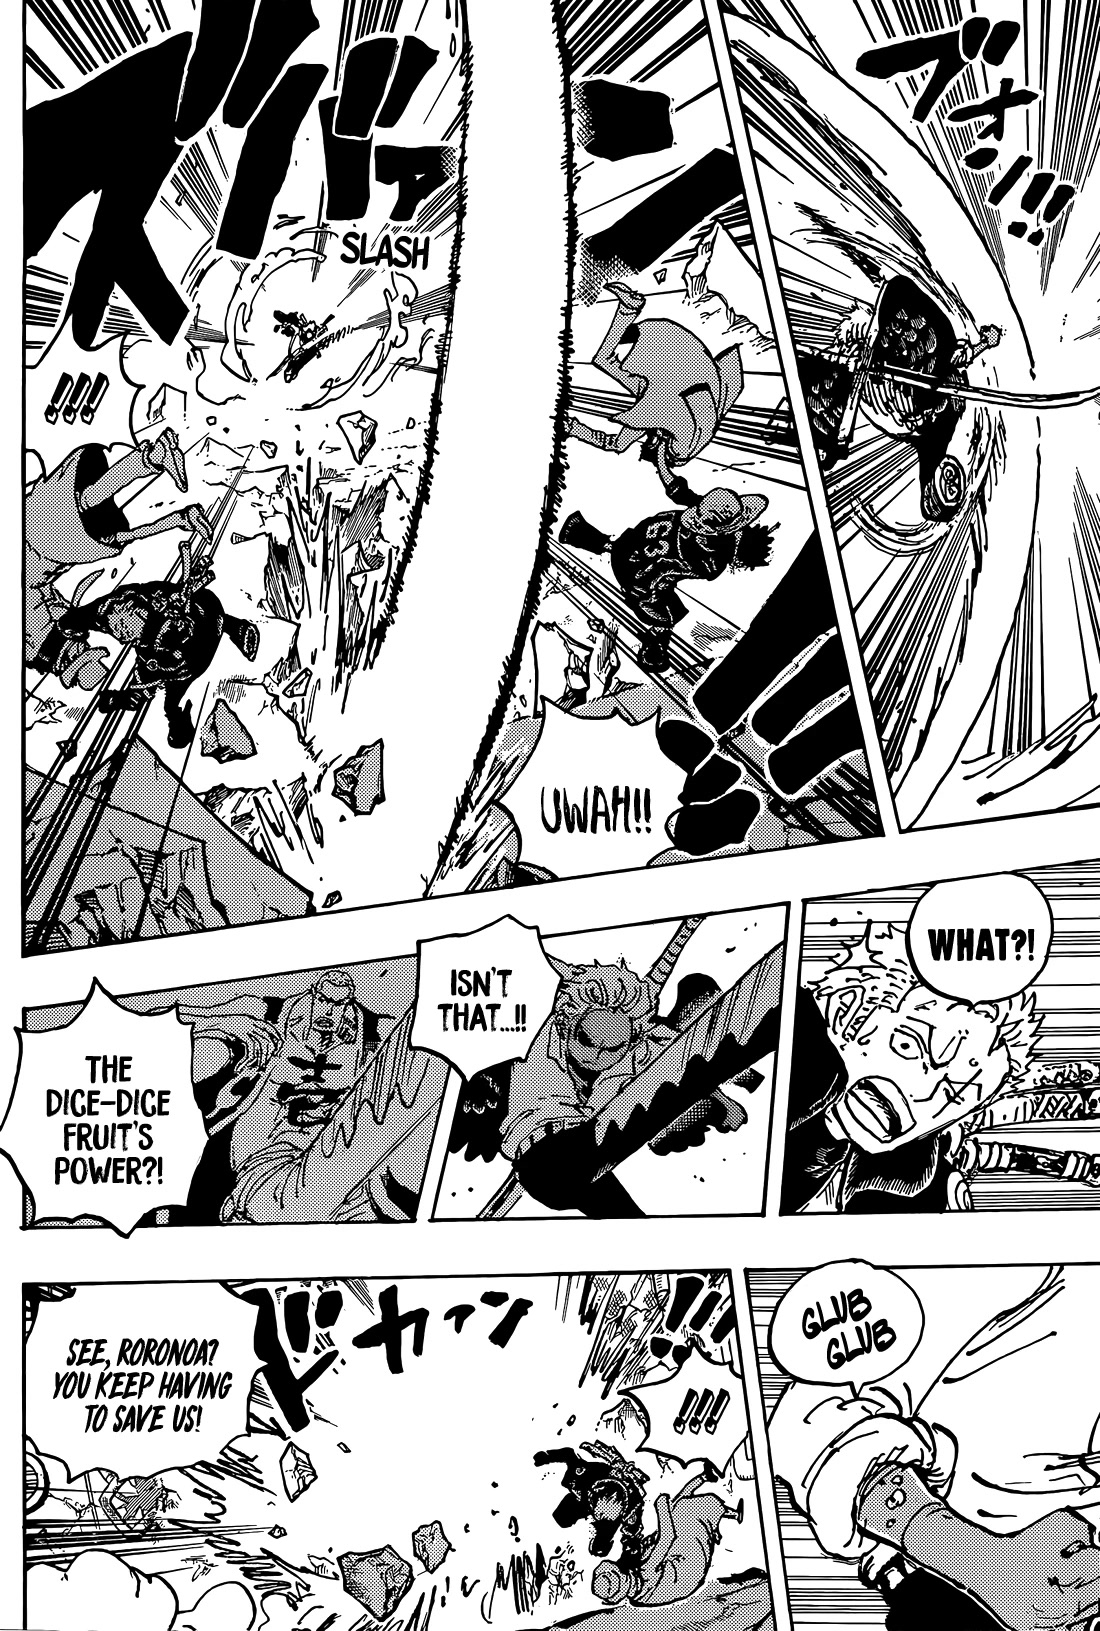 ブオン!!
ズバァ
SLASH
!!!!
UWAH!!
WHAT?!
ISN'T
THAT...!!
THE
DICE-DICE
FRUIT'S
POWER?!
GLUB
GLUB
ドカァン!!
!!!!
SEE, RORONOA?
YOU KEEP HAVING
TO SAVE US!